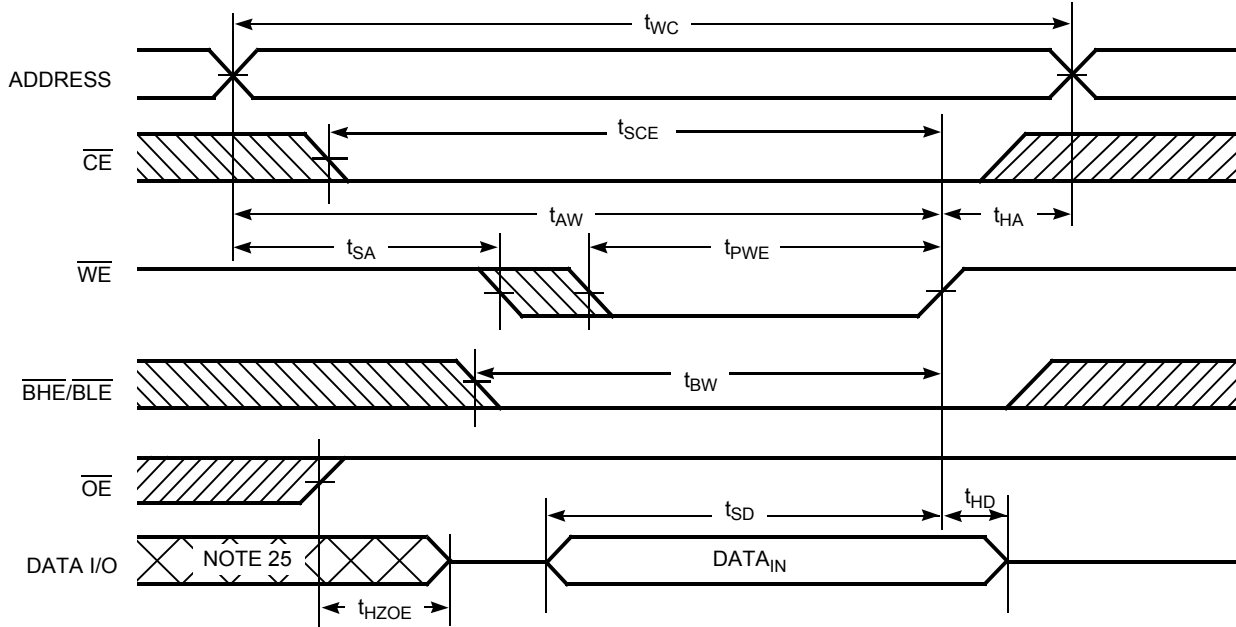 tWC
ADDRESS
tSCE
CE
tAW
tHA
tSA
tPWE
WE
tBW
BHE/BLE
OE
tSD
tHD
DATA I/O
NOTE 25
DATAIN
tHZOE